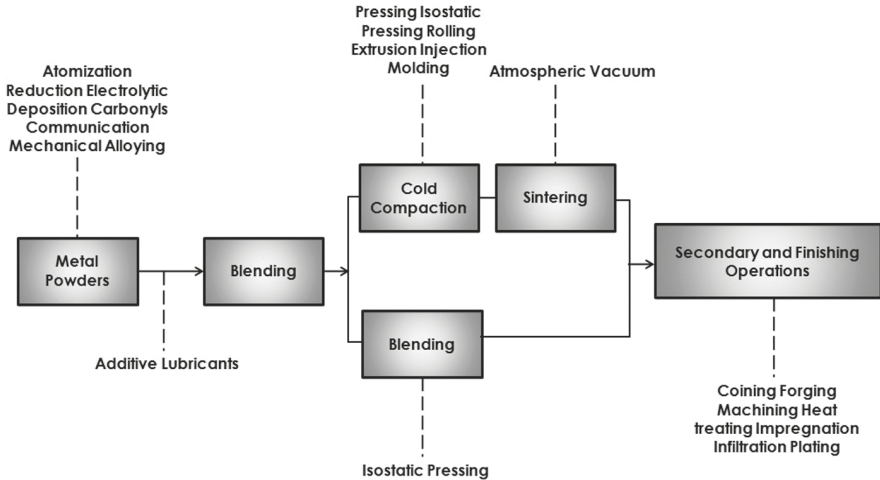 Pressing Isostatic
Pressing Rolling
Extrusion Injection
Molding
Atmospheric Vacuum
Atomization
Reduction Electrolytic
Deposition Carbonyls
Communication
Mechanical Alloying
Cold
Compaction
Sintering
Metal
Powders
Blending
Secondary and Finishing
Operations
Blending
Additive Lubricants
Coining Forging
Machining Heat
treating Impregnation
Infiltration Plating
Isostatic Pressing